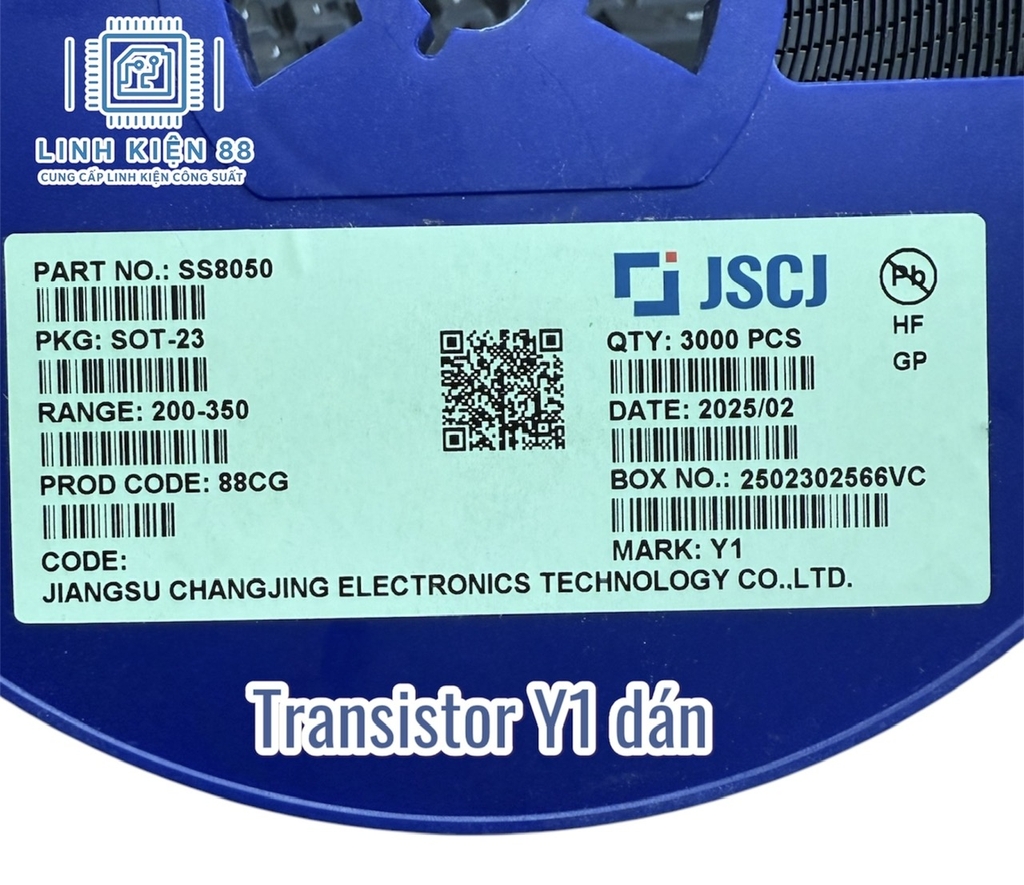 LINH KIỆN 88
CUNG CẤP LINH KIỆN CÔNG SUẤT
PART NO.: SS8050
PKG: SOT-23
RANGE: 200-350
PROD CODE: 88CG
CODE:
JSCJ
QTY: 3000 PCS
DATE: 2025/02
BOX NO.: 2502302566VC
MARK: Y1
Pb
HF
GP
JIANGSU CHANGJING ELECTRONICS TECHNOLOGY CO.,LTD.
Transistor Y1 dán